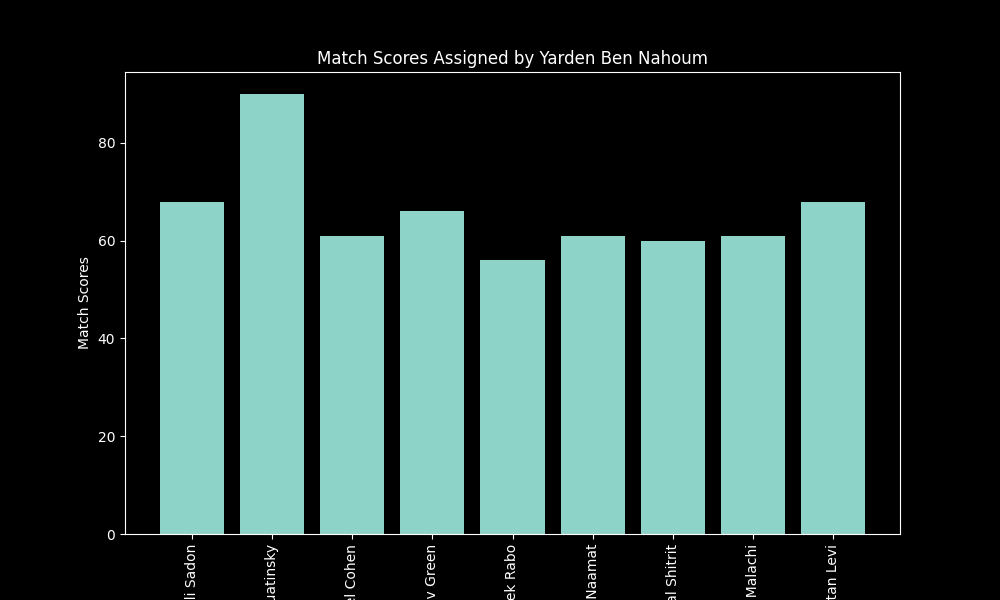 Match Scores Assigned by Yarden Ben Nahoum
Match Scores
80
60
40
20
0
Sadon
Cohen
Green
Rabo
Naamat
Shitrit
Malachi
Levi